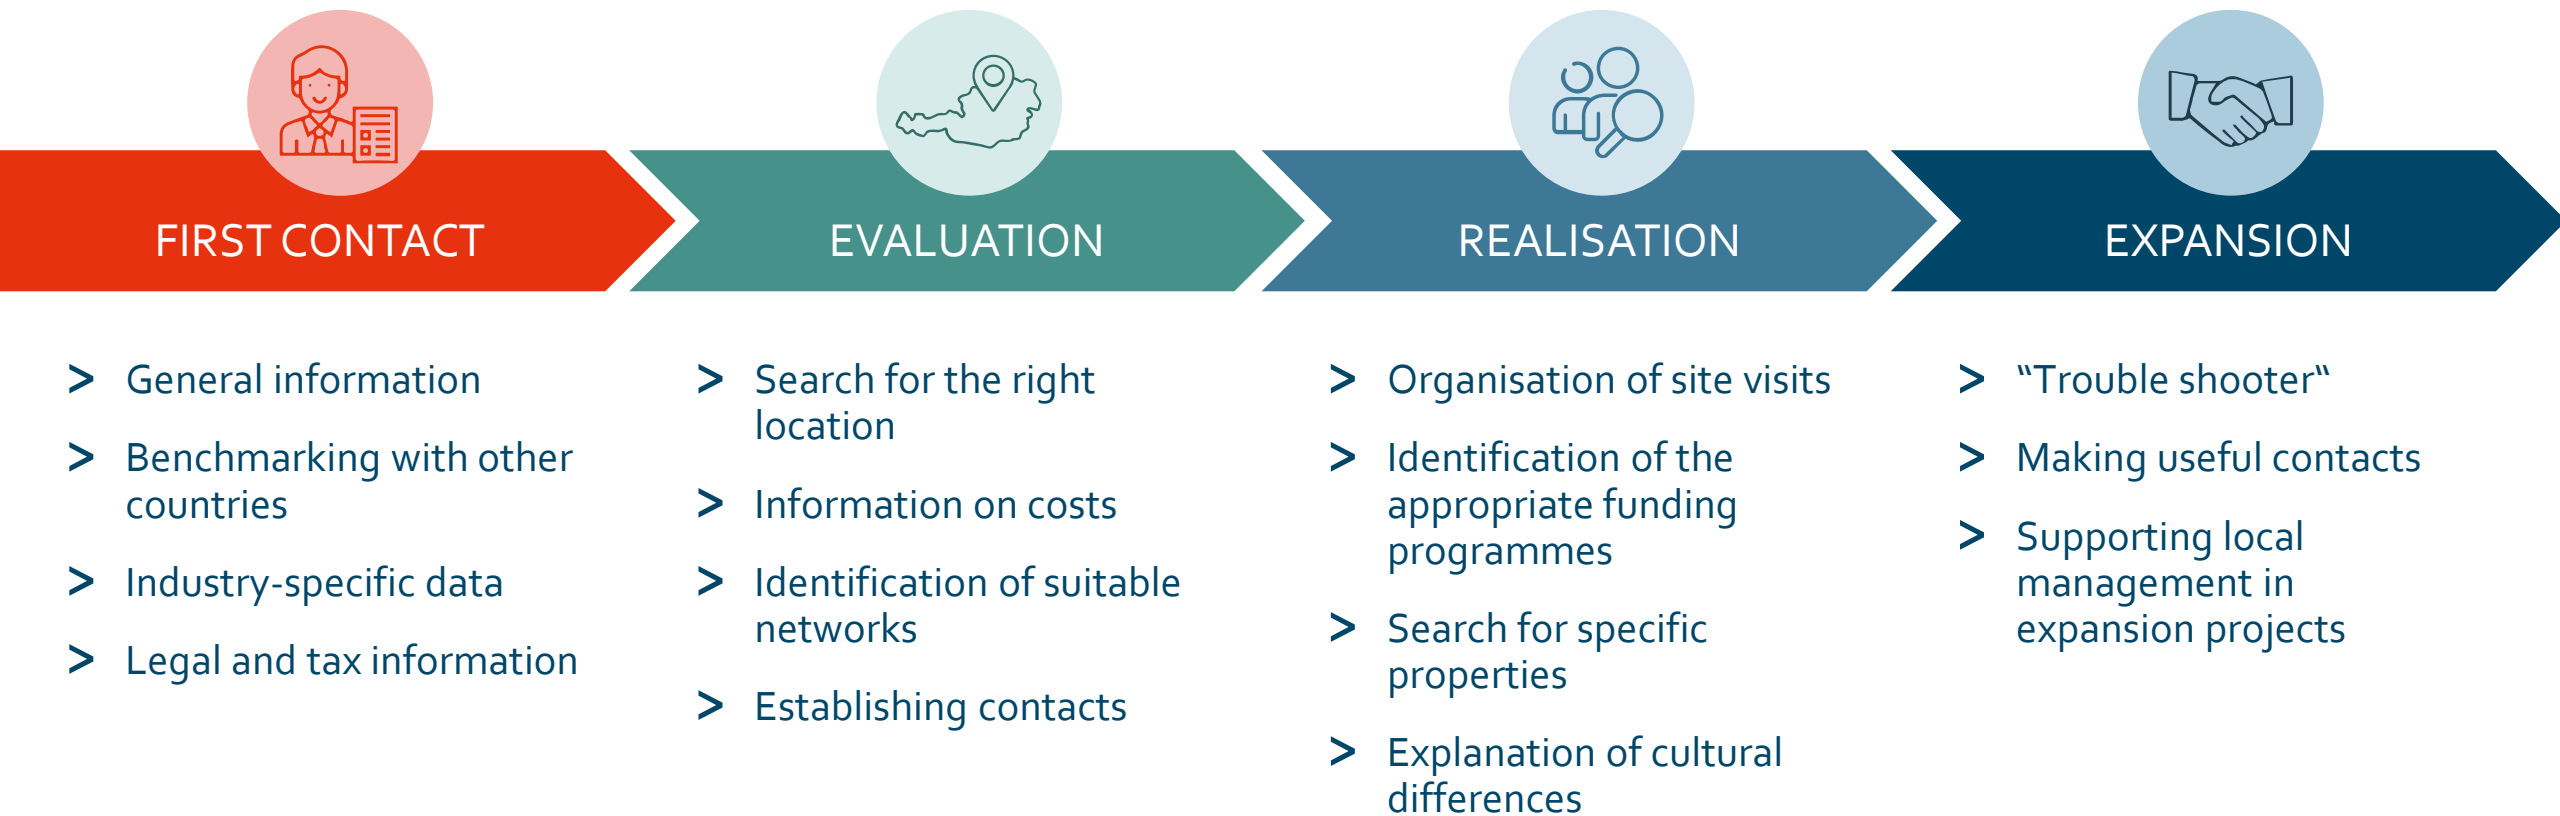 FIRST CONTACT
> General information
> Benchmarking with other
countries
> Industry-specific data
> Legal and tax information
EVALUATION
> Search for the right
location
> Information on costs
> Identification of suitable
networks
> Establishing contacts
REALISATION
> Organisation of site visits
> Identification of the
appropriate funding
programmes
> Search for specific
properties
> Explanation of cultural
differences
EXPANSION
> “Trouble shooter“
> Making useful contacts
> Supporting local
management in
expansion projects